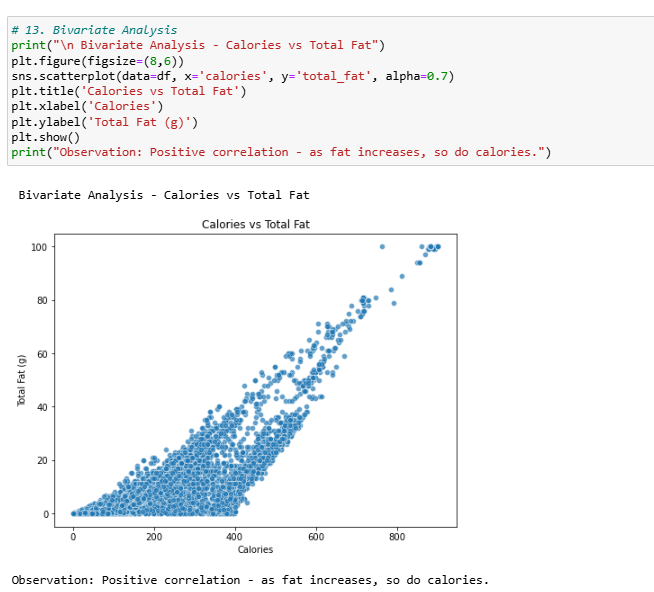 # 13. Bivariate Analysis
print("\n Bivariate Analysis - Calories vs Total Fat")
plt.figure(figsize=(8,6))
sns.scatterplot(data=df, x='calories', y='total_fat', alpha=0.7)
plt.title('Calories vs Total Fat')
plt.xlabel('Calories')
plt.ylabel('Total Fat (g)')
plt.show()
print("Observation: Positive correlation - as fat increases, so do calories.")
Bivariate Analysis - Calories vs Total Fat
Calories vs Total Fat
Total Fat (g)
100
80
60
40
20
0
0 200 400 600 800
Calories
Observation: Positive correlation - as fat increases, so do calories.